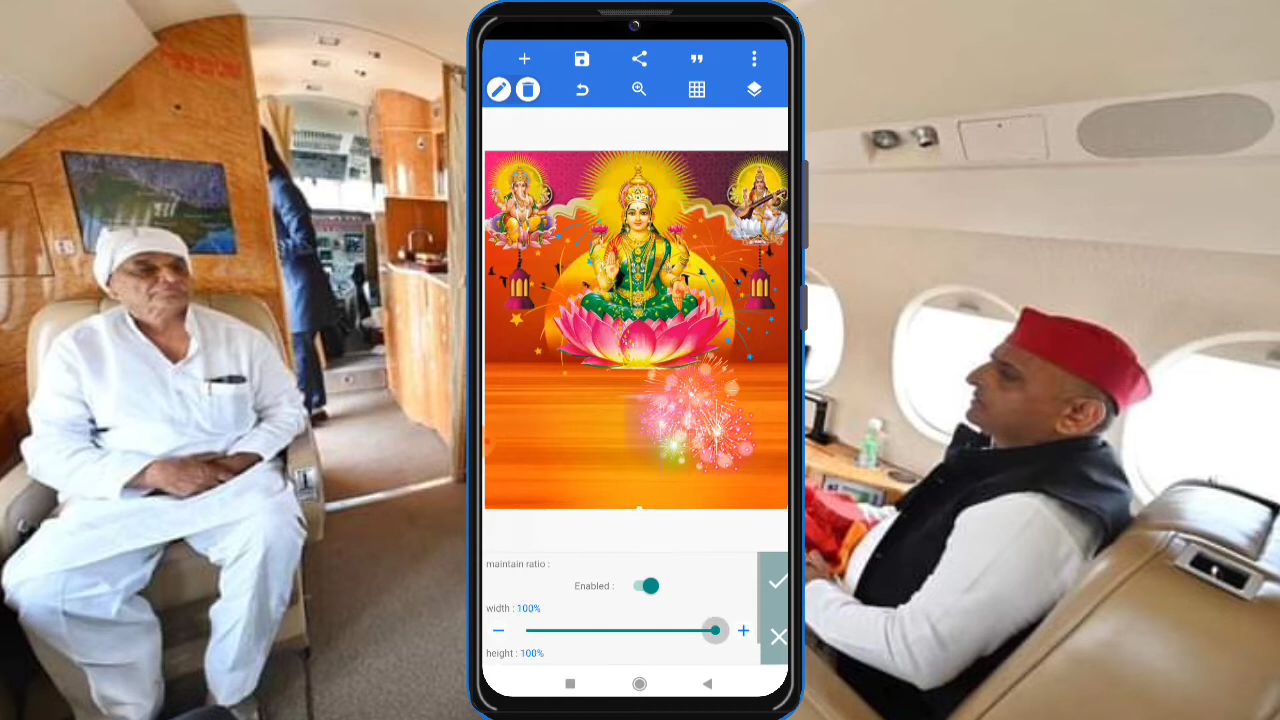 maintain ratio :
Enabled :
width : 100%
height : 100%